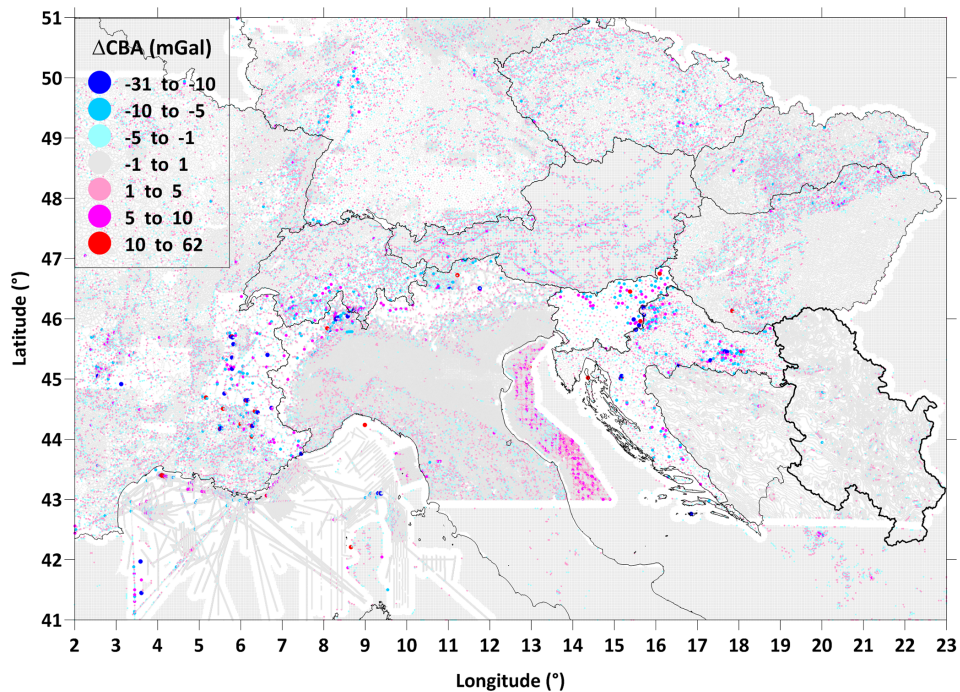 51
50
49
48
47
46
45
44
43
42
41
Latitude (°)
ΔCBA (mGal)
-31 to -10
-10 to -5
-5 to -1
-1 to 1
1 to 5
5 to 10
10 to 62
2 3 4 5 6 7 8 9 10 11 12 13 14 15 16 17 18 19 20 21 22 23
Longitude (°)